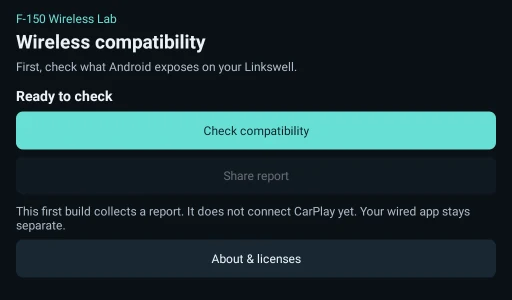 F-150 Wireless Lab
Wireless compatibility
First, check what Android exposes on your Linkswell.
Ready to check
Check compatibility
Share report
This first build collects a report. It does not connect CarPlay yet. Your wired app stays
separate.
About & licenses